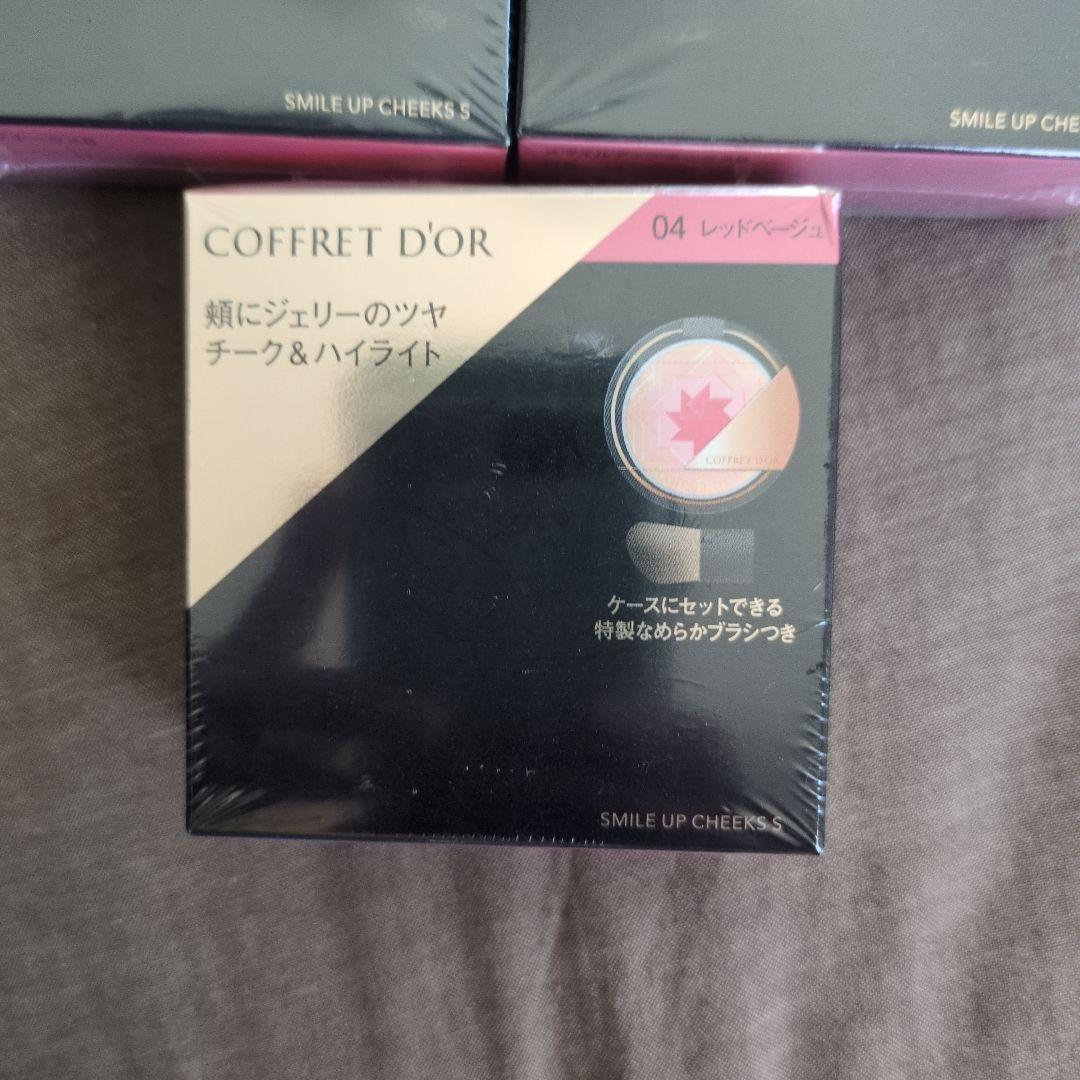 SMILE UP CHEEKS S
SMILE UP CHE
COFFRET D'OR
04 レッドベージュ
頬にジェリーのツヤ
チーク&ハイライト
COFFRET D'OR
ケースにセットできる
特製なめらかブラシつき
SMILE UP CHEEKS S